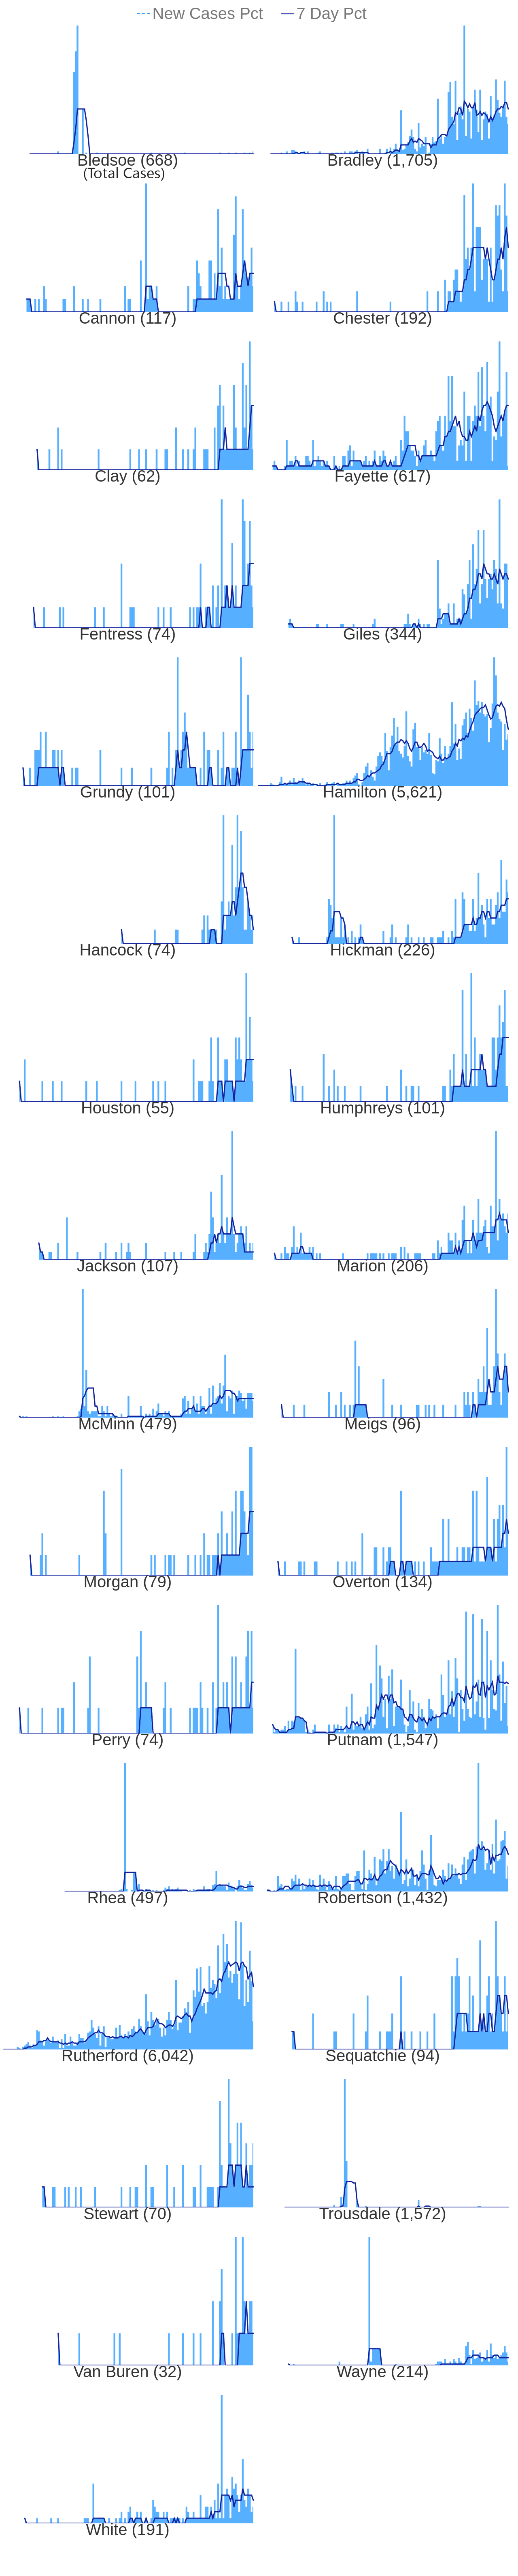 New Cases Pct 7 Day Pct
Bledsoe (668) Bradley (1,705)
(Total Cases)
Cannon (117) Chester (192)
Clay (62) Fayette (617)
Fentress (74) Giles (344)
Grundy (101) Hamilton (5,621)
Hancock (74) Hickman (226)
Houston (55) Humphreys (101)
Jackson (107) Marion (206)
McMinn (479) Meigs (96)
Morgan (79) Overton (134)
Perry (74) Putnam (1,547)
Rhea (497) Robertson (1,432)
Rutherford (6,042) Sequatchie (94)
Stewart (70) Trousdale (1,572)
Van Buren (32) Wayne (214)
White (191)